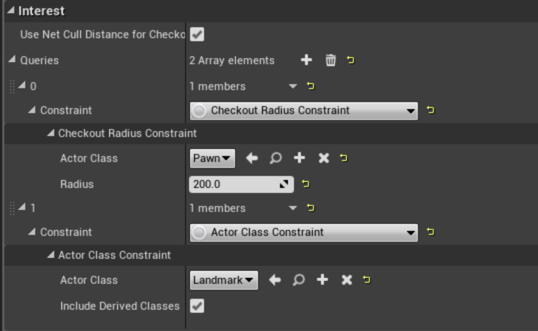 Interest
Use Net Cull Distance for Checko
Queries 2 Array elements
0 1 members
Constraint Checkout Radius Constraint
Checkout Radius Constraint
Actor Class Pawn
Radius 200.0
1 1 members
Constraint Actor Class Constraint
Actor Class Constraint
Actor Class Landmark
Include Derived Classes